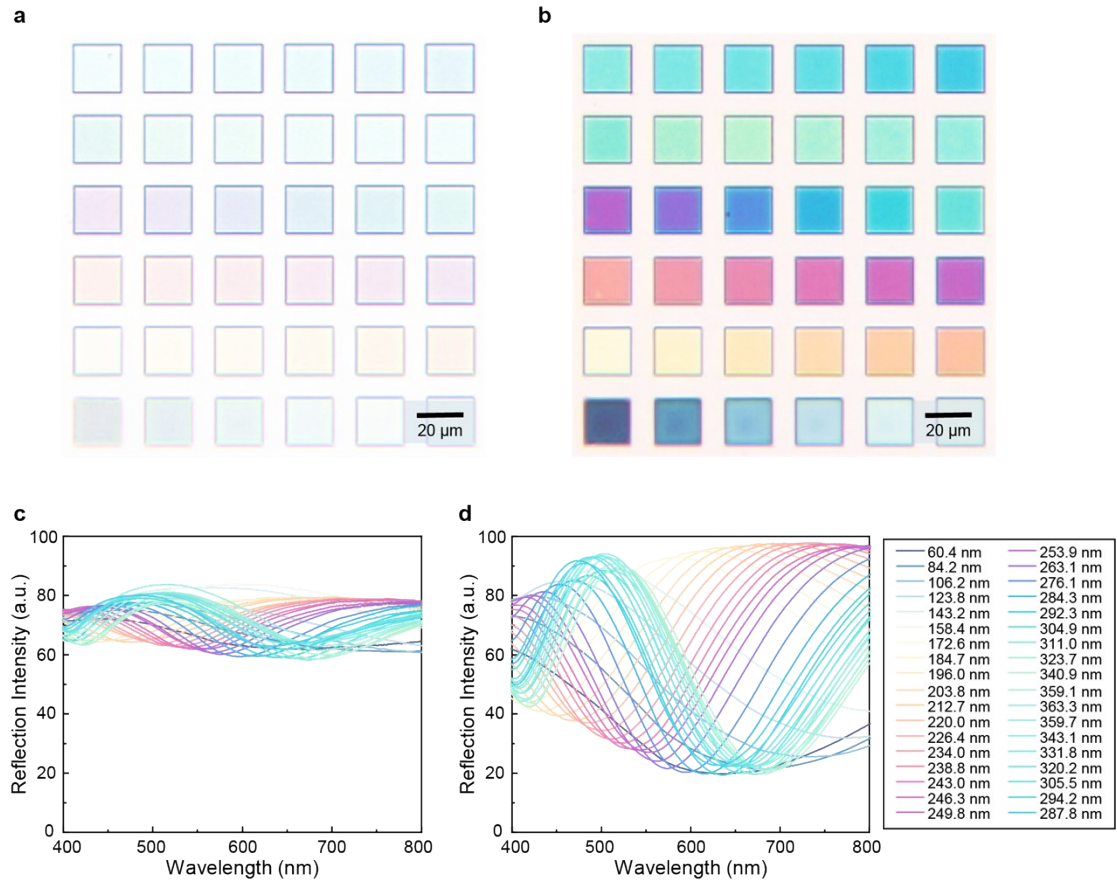 a
b
20 μm
20 μm
c
d
100
80
60
40
20
0
400
500
600
700
800
Reflection Intensity (a.u.)
Wavelength (nm)
100
80
60
40
20
0
400
500
600
700
800
Reflection Intensity (a.u.)
Wavelength (nm)
60.4 nm
84.2 nm
106.2 nm
123.8 nm
143.2 nm
158.4 nm
172.6 nm
184.7 nm
196.0 nm
203.8 nm
212.7 nm
220.0 nm
226.4 nm
234.0 nm
238.8 nm
243.0 nm
246.3 nm
249.8 nm
253.9 nm
263.1 nm
276.1 nm
284.3 nm
292.3 nm
304.9 nm
311.0 nm
323.7 nm
340.9 nm
359.1 nm
363.3 nm
359.7 nm
343.1 nm
331.8 nm
320.2 nm
305.5 nm
294.2 nm
287.8 nm